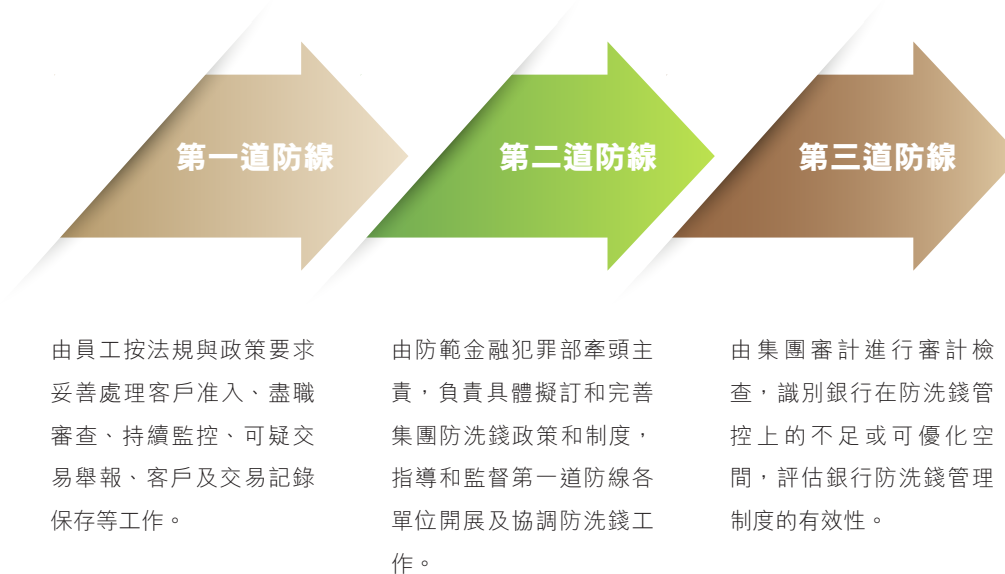 第一道防線
第二道防線
第三道防線
由員工按法規與政策要求
妥善處理客戶准入、盡職
審查、持續監控、可疑交
易舉報、客戶及交易記錄
保存等工作。
由防範金融犯罪部牽頭主
責，負責具體擬訂和完善
集團防洗錢政策和制度，
指導和監督第一道防線各
單位開展及協調防洗錢工
作。
由集團審計進行審計檢
查，識別銀行在防洗錢管
控上的不足或可優化空
間，評估銀行防洗錢管理
制度的有效性。